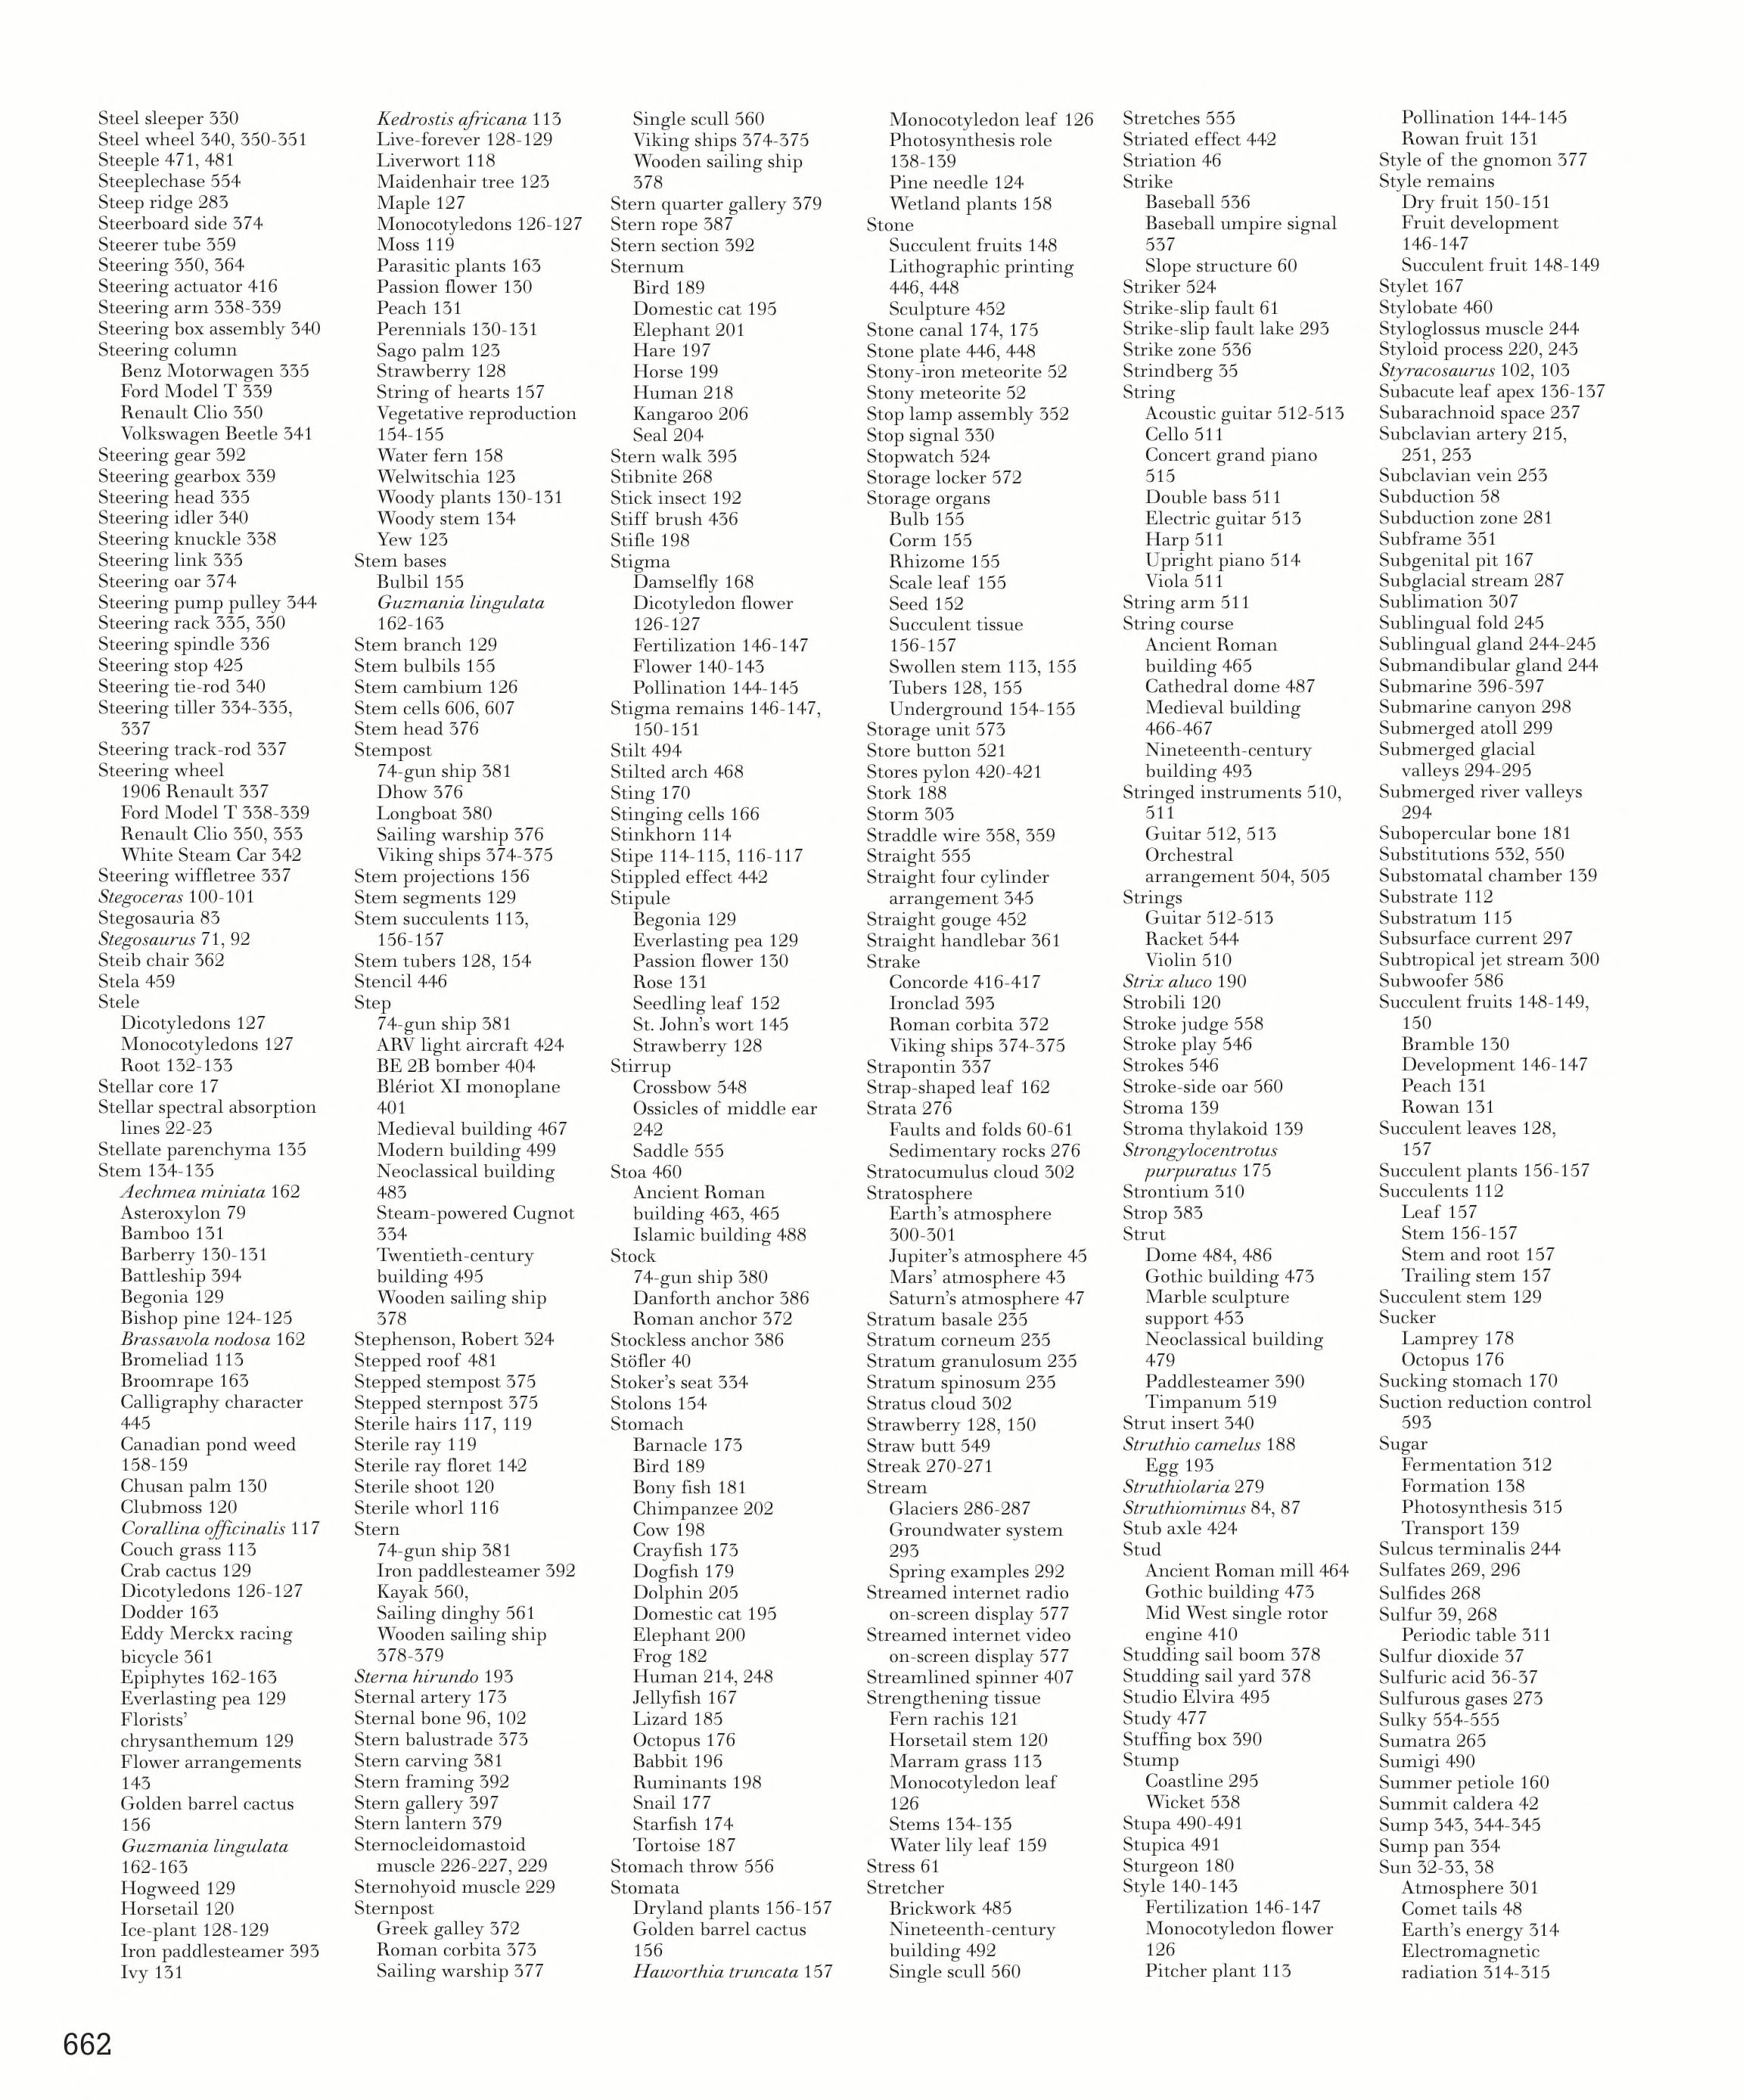 Steel sleeper 330
Steel wheel 340, 350-351
Steeple 471, 481
Steeplechase 554
Steep ridge 283
Steerboard side 374
Steerer tube 359
Steering 350, 364
Steering actuator 416
Steering arm 338-339
Steering box assembly 340
Steering column
Benz Motorwagen 335
Ford Model T 339
Renault Clio 350
Volkswagen Beetle 341
Steering gear 392
Steering gearbox 339
Steering head 335
Steering idler 340
Steering knuckle 338
Steering link 335
Steering oar 374
Steering pump pulley 344
Steering rack 335, 350
Steering spindle 336
Steering stop 425
Steering tie-rod 340
Steering tiller 334-335,
337
Steering track-rod 337
Steering wheel
1906 Renault 337
Ford Model T 338-339
Renault Clio 350, 353
White Steam Car 342
Steering wiffletree 337
Stegoceras 100-101
Stegosauria 83
Stegosaurus 71, 92
Steib chair 362
Stela 459
Stele
Dicotyledons 127
Monocotyledons 127
Root 132-133
Stellar core 17
Stellar spectral absorption
lines 22-23
Stellate parenchyma 135
Stem 134-135
Aechmea miniata 162
Asteroxylon 79
Bamboo 131
Barberry 130-131
Battleship 394
Begonia 129
Bishop pine 124-125
Brassavola nodosa 162
Bromeliad 113
Broomrape 163
Calligraphy character
445
Canadian pond weed
158-159
Chusan palm 130
Clubmoss 120
Corallina officinalis 117
Couch grass 113
Crab cactus 129
Dicotyledons 126-127
Dodder 163
Eddy Merckx racing
bicycle 361
Epiphytes 162-163
Everlasting pea 129
Florists'
chrysanthemum 129
Flower arrangements
143
Golden barrel cactus
156
Guzmania lingulata
162-163
Hogweed 129
Horsetail 120
Ice-plant 128-129
Iron paddlesteamer 393
Ivy 131
Kedrostis africana 113
Live-forever 128-129
Liverwort 118
Maidenhair tree 123
Maple 127
Monocotyledons 126-127
Moss 119
Parasitic plants 163
Passion flower 130
Peach 131
Perennials 130-131
Sago palm 123
Strawberry 128
String of hearts 157
Vegetative reproduction
154-155
Water fern 158
Welwitschia 123
Woody plants 130-131
Woody stem 134
Yew 123
Stem bases
Bulbil 155
Guzmania lingulata
162-163
Stem branch 129
Stem bulbils 155
Stem cambium 126
Stem cells 606, 607
Stem head 376
Stempost
74-gun ship 381
Dhow 376
Longboat 380
Sailing warship 376
Viking ships 374-375
Stem projections 156
Stem segments 129
Stem succulents 113,
156-157
Stem tubers 128, 154
Stencil 446
Step
74-gun ship 381
ARV light aircraft 424
BE 2B bomber 404
Blériot XI monoplane
401
Medieval building 467
Modern building 499
Neoclassical building
483
Steam-powered Cugnot
334
Twentieth-century
building 495
Wooden sailing ship
378
Stephenson, Robert 324
Stepped roof 481
Stepped stempost 375
Stepped sternpost 375
Sterile hairs 117, 119
Sterile ray 119
Sterile ray floret 142
Sterile shoot 120
Sterile whorl 116
Stern
74-gun ship 381
Iron paddlesteamer 392
Kayak 560,
Sailing dinghy 561
Wooden sailing ship
378-379
Sterna hirundo 193
Sternal artery 173
Sternal bone 96, 102
Stern balustrade 373
Stern carving 381
Stern framing 392
Stern gallery 397
Stern lantern 379
Sternocleidomastoid
muscle 226-227, 229
Sternohyoid muscle 229
Sternpost
Greek galley 372
Roman corbita 373
Sailing warship 377
Single scull 560
Viking ships 374-375
Wooden sailing ship
378
Stern quarter gallery 379
Stern rope 387
Stern section 392
Sternum
Bird 189
Domestic cat 195
Elephant 201
Hare 197
Horse 199
Human 218
Kangaroo 206
Seal 204
Stern walk 395
Stibnite 268
Stick insect 192
Stiff brush 436
Stifle 198
Stigma
Damselfly 168
Dicotyledon flower
126-127
Fertilization 146-147
Flower 140-143
Pollination 144-145
Stigma remains 146-147,
150-151
Stilt 494
Stilted arch 468
Sting 170
Stinging cells 166
Stinkhorn 114
Stipe 114-115, 116-117
Stippled effect 442
Stipule
Begonia 129
Everlasting pea 129
Passion flower 130
Rose 131
Seedling leaf 152
St. John's wort 145
Strawberry 128
Stirrup
Crossbow 548
Ossicles of middle ear
242
Saddle 555
Stoa 460
Ancient Roman
building 463, 465
Islamic building 488
Stock
74-gun ship 380
Danforth anchor 386
Roman anchor 372
Stockless anchor 386
Stöfler 40
Stoker's seat 334
Stolons 154
Stomach
Barnacle 173
Bird 189
Bony fish 181
Chimpanzee 202
Cow 198
Crayfish 173
Dogfish 179
Dolphin 205
Domestic cat 195
Elephant 200
Frog 182
Human 214, 248
Jellyfish 167
Lizard 185
Octopus 176
Babbit 196
Ruminants 198
Snail 177
Starfish 174
Tortoise 187
Stomach throw 556
Stomata
Dryland plants 156-157
Golden barrel cactus
156
Haworthia truncata 157
Monocotyledon leaf 126
Photosynthesis role
138-139
Pine needle 124
Wetland plants 158
Stone
Succulent fruits 148
Lithographic printing
446, 448
Sculpture 452
Stone canal 174, 175
Stone plate 446, 448
Stony-iron meteorite 52
Stony meteorite 52
Stop lamp assembly 352
Stop signal 330
Stopwatch 524
Storage locker 572
Storage organs
Bulb 155
Corm 155
Rhizome 155
Scale leaf 155
Seed 152
Succulent tissue
156-157
Swollen stem 113, 155
Tubers 128, 155
Underground 154-155
Storage unit 573
Store button 521
Stores pylon 420-421
Stork 188
Storm 303
Straddle wire 358, 359
Straight 555
Straight four cylinder
arrangement 345
Straight gouge 452
Straight handlebar 361
Strake
Concorde 416-417
Ironclad 393
Roman corbita 372
Viking ships 374-375
Strapontin 337
Strap-shaped leaf 162
Strata 276
Faults and folds 60-61
Sedimentary rocks 276
Stratocumulus cloud 302
Stratosphere
Earth's atmosphere
300-301
Jupiter's atmosphere 45
Mars' atmosphere 43
Saturn's atmosphere 47
Stratum basale 235
Stratum corneum 235
Stratum granulosum 235
Stratum spinosum 235
Stratus cloud 302
Strawberry 128, 150
Straw butt 549
Streak 270-271
Stream
Glaciers 286-287
Groundwater system
293
Spring examples 292
Streamed internet radio
on-screen display 577
Streamed internet video
on-screen display 577
Streamlined spinner 407
Strengthening tissue
Fern rachis 121
Horsetail stem 120
Marram grass 113
Monocotyledon leaf
126
Stems 134-135
Water lily leaf 159
Stress 61
Stretcher
Brickwork 485
Nineteenth-century
building 492
Single scull 560
Stretches 555
Striated effect 442
Striation 46
Strike
Baseball 536
Baseball umpire signal
537
Slope structure 60
Striker 524
Strike-slip fault 61
Strike-slip fault lake 293
Strike zone 536
Strindberg 35
String
Acoustic guitar 512-513
Cello 511
Concert grand piano
515
Double bass 511
Electric guitar 513
Harp 511
Upright piano 514
Viola 511
String arm 511
String course
Ancient Roman
building 465
Cathedral dome 487
Medieval building
466-467
Nineteenth-century
building 493
Stringed instruments 510,
511
Guitar 512, 513
Orchestral
arrangement 504, 505
Strings
Guitar 512-513
Racket 544
Violin 510
Strix aluco 190
Strobili 120
Stroke judge 558
Stroke play 546
Strokes 546
Stroke-side oar 560
Stroma 139
Stroma thylakoid 139
Strongylocentrotus
purpuratus 175
Strontium 310
Strop 383
Strut
Dome 484, 486
Gothic building 473
Marble sculpture
support 453
Neoclassical building
479
Paddlesteamer 390
Timpanum 519
Strut insert 340
Struthio camelus 188
Egg 193
Struthiolaria 279
Struthiomimus 84, 87
Stub axle 424
Stud
Ancient Roman mill 464
Gothic building 473
Mid West single rotor
engine 410
Studding sail boom 378
Studding sail yard 378
Studio Elvira 495
Study 477
Stuffing box 390
Stump
Coastline 295
Wicket 538
Stupa 490-491
Stupica 491
Sturgeon 180
Style 140-143
Fertilization 146-147
Monocotyledon flower
126
Pitcher plant 113
Pollination 144-145
Rowan fruit 131
Style of the gnomon 377
Style remains
Dry fruit 150-151
Fruit development
146-147
Succulent fruit 148-149
Stylet 167
Stylobate 460
Styloglossus muscle 244
Styloid process 220, 243
Styracosaurus 102, 103
Subacute leaf apex 136-137
Subarachnoid space 237
Subclavian artery 215,
251, 253
Subclavian vein 253
Subduction 58
Subduction zone 281
Subframe 351
Subgenital pit 167
Subglacial stream 287
Sublimation 307
Sublingual fold 245
Sublingual gland 244-245
Submandibular gland 244
Submarine 396-397
Submarine canyon 298
Submerged atoll 299
Submerged glacial
valleys 294-295
Submerged river valleys
294
Subopercular bone 181
Substitutions 532, 550
Substomatal chamber 139
Substrate 112
Substratum 115
Subsurface current 297
Subtropical jet stream 300
Subwoofer 586
Succulent fruits 148-149,
150
Bramble 130
Development 146-147
Peach 131
Rowan 131
Succulent leaves 128,
157
Succulent plants 156-157
Succulents 112
Leaf 157
Stem 156-157
Stem and root 157
Trailing stem 157
Succulent stem 129
Sucker
Lamprey 178
Octopus 176
Sucking stomach 170
Suction reduction control
593
Sugar
Fermentation 312
Formation 138
Photosynthesis 315
Transport 139
Sulcus terminalis 244
Sulfates 269, 296
Sulfides 268
Sulfur 39, 268
Periodic table 311
Sulfur dioxide 37
Sulfuric acid 36-37
Sulfurous gases 273
Sulky 554-555
Sumatra 265
Sumigi 490
Summer petiole 160
Summit caldera 42
Sump 343, 344-345
Sump pan 354
Sun 32-33, 38
Atmosphere 301
Comet tails 48
Earth's energy 314
Electromagnetic
radiation 314-315
662